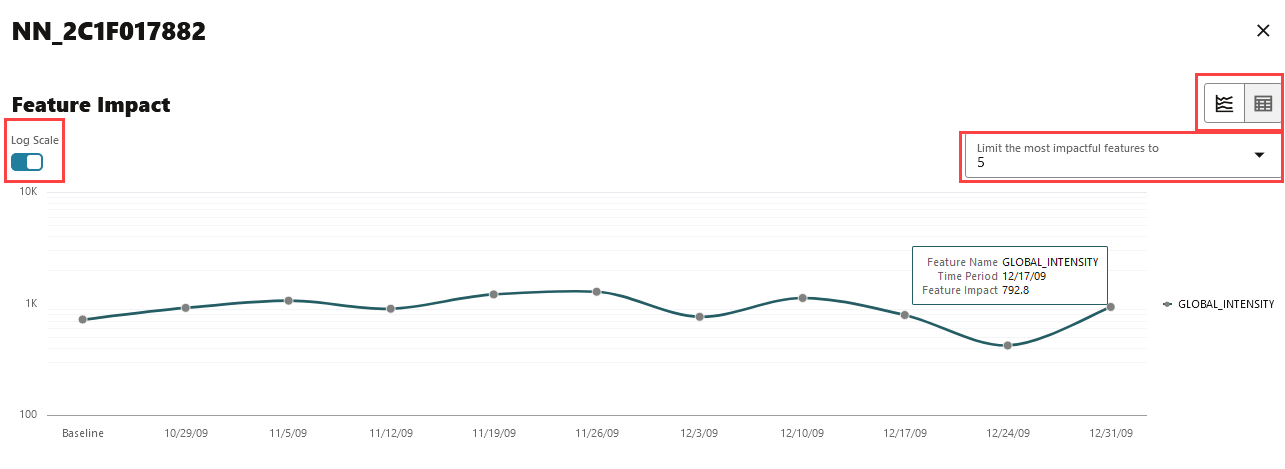 NN_2C1F017882
Feature Impact
Log Scale
Limit the most impactful features to
5
10K
1K
100
Feature Name GLOBAL_INTENSITY
Time Period 12/17/09
Feature Impact 792.8
GLOBAL_INTENSITY
Baseline 10/29/09 11/5/09 11/12/09 11/19/09 11/26/09 12/3/09 12/10/09 12/17/09 12/24/09 12/31/09